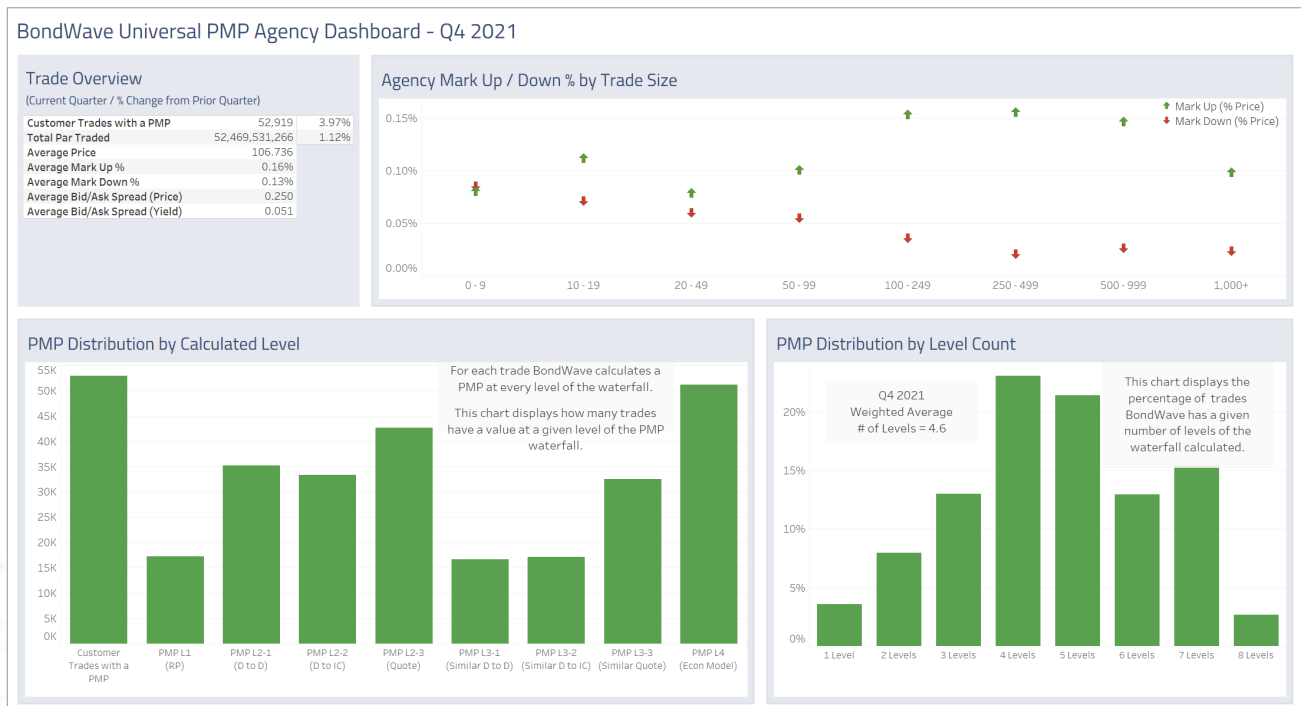 BondWave Universal PMP Agency Dashboard - Q4 2021
Trade Overview
(Current Quarter / % Change from Prior Quarter)
Customer Trades with a PMP 52,919 3.97%
Total Par Traded 52,469,531,266 1.12%
Average Price 106.736
Average Mark Up % 0.16%
Average Mark Down % 0.13%
Average Bid/Ask Spread (Price) 0.250
Average Bid/Ask Spread (Yield) 0.051
Agency Mark Up / Down % by Trade Size
Mark Up (% Price)
Mark Down (% Price)
0.15%
0.10%
0.05%
0.00%
0 - 9 10 - 19 20 - 49 50 - 99 100 - 249 250 - 499 500 - 999 1,000+
PMP Distribution by Calculated Level
For each trade BondWave calculates a
PMP at every level of the waterfall.
This chart displays how many trades
have a value at a given level of the PMP
waterfall.
55K
50K
45K
40K
35K
30K
25K
20K
15K
10K
5K
0K
Customer PMP L1 PMP L2-1 PMP L2-2 PMP L2-3 PMP L3-1 PMP L3-2 PMP L3-3 PMP L4
Trades with a (RP) (D to D) (D to IC) (Quote) (Similar D to D) (Similar D to IC) (Similar Quote) (Econ Model)
PMP
PMP Distribution by Level Count
Q4 2021
Weighted Average
# of Levels = 4.6
This chart displays the
percentage of trades
BondWave has a given
number of levels of the
waterfall calculated.
20%
15%
10%
5%
0%
1 Level 2 Levels 3 Levels 4 Levels 5 Levels 6 Levels 7 Levels 8 Levels